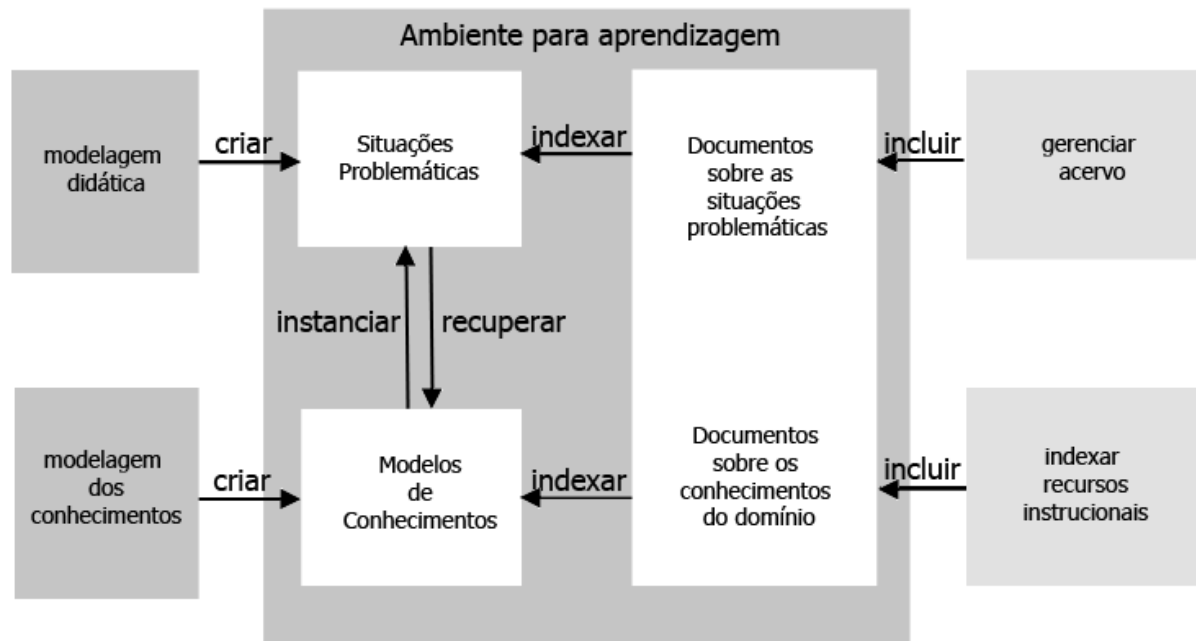 Ambiente para aprendizagem
modelagem
didática
criar
Situações
Problemáticas
indexar
Documentos
sobre as
situações
problemáticas
incluir
gerenciar
acervo
instanciar
recuperar
modelagem
dos
conhecimentos
criar
Modelos
de
Conhecimentos
indexar
Documentos
sobre os
conhecimentos
do domínio
incluir
indexar
recursos
instrucionais